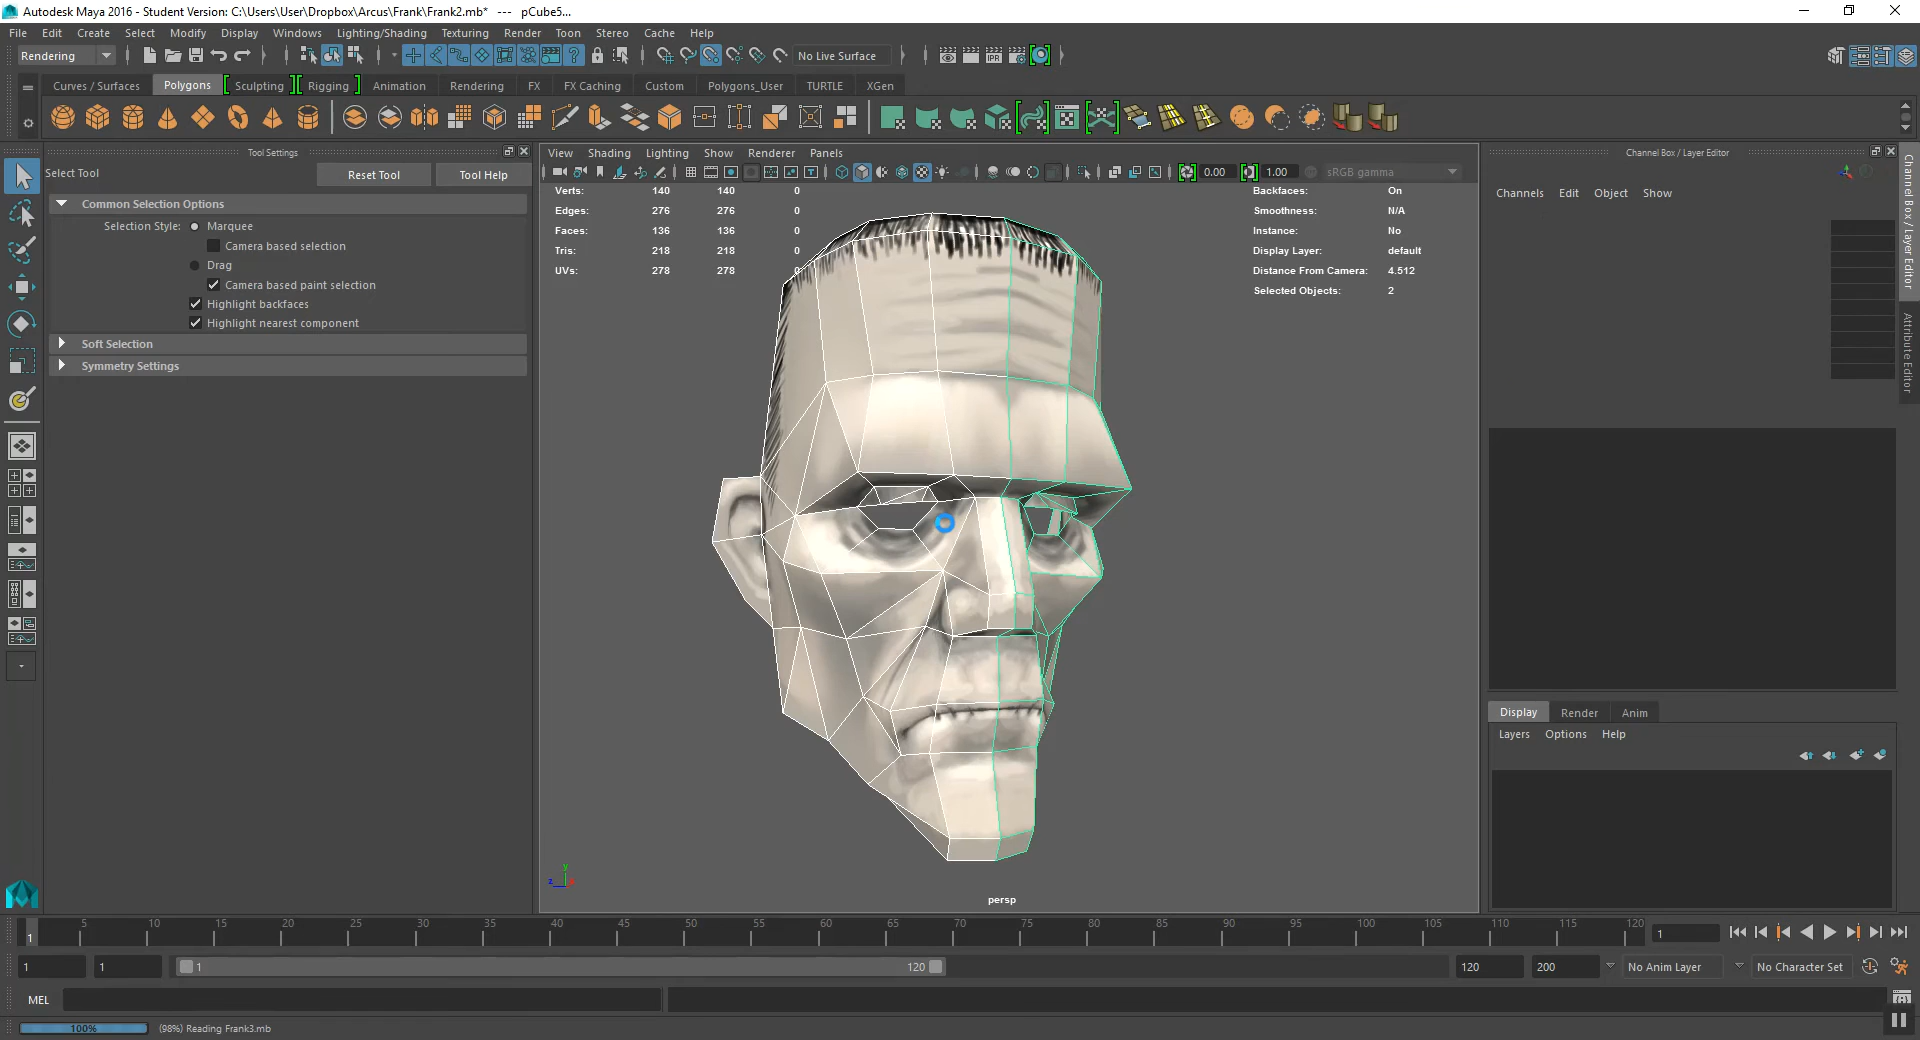 Autodesk Maya 2016 - Student Version: C:\Users\User\Dropbox\Arcus\Frank\Frank2.mb*   ---   pCube5...
File Edit Create Select Modify Display Windows Lighting/Shading Texturing Render Toon Stereo Cache Help
Rendering No Live Surface IPR
Curves / Surfaces Polygons Sculpting Rigging Animation Rendering FX FX Caching Custom Polygons_User TURTLE XGen
Tool Settings
Select Tool Reset Tool Tool Help
Common Selection Options
Selection Style: Marquee
Camera based selection
Drag
Camera based paint selection
Highlight backfaces
Highlight nearest component
Soft Selection
Symmetry Settings
View Shading Lighting Show Renderer Panels
0.00 1.00 sRGB gamma
Verts: 140 140 0
Edges: 276 276 0
Faces: 136 136 0
Tris: 218 218 0
UVs: 278 278 0
Backfaces: On
Smoothness: N/A
Instance: No
Display Layer: default
Distance From Camera: 4.512
Selected Objects: 2
y
z
persp
Channel Box / Layer Editor
Channels Edit Object Show
Channel Box / Layer Editor
Attribute Editor
Display Render Anim
Layers Options Help
1 5 10 15 20 25 30 35 40 45 50 55 60 65 70 75 80 85 90 95 100 105 110 115 120 1
1 1 1 120 120 200 No Anim Layer No Character Set
MEL
100% (98%) Reading Frank3.mb